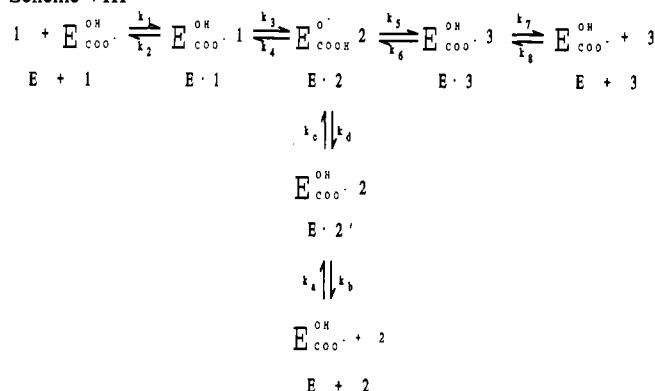 Scheme VIII
1 + E OH COO- k1 k2 E OH COO- · 1 k3 k4 E O- COOH 2 k5 k6 E OH COO- · 3 k7 k8 E OH COO- + 3
E + 1 E · 1 E · 2 E · 3 E + 3
kc kd
E OH COO- · 2
E · 2'
ka kb
E OH COO- + 2
E + 2